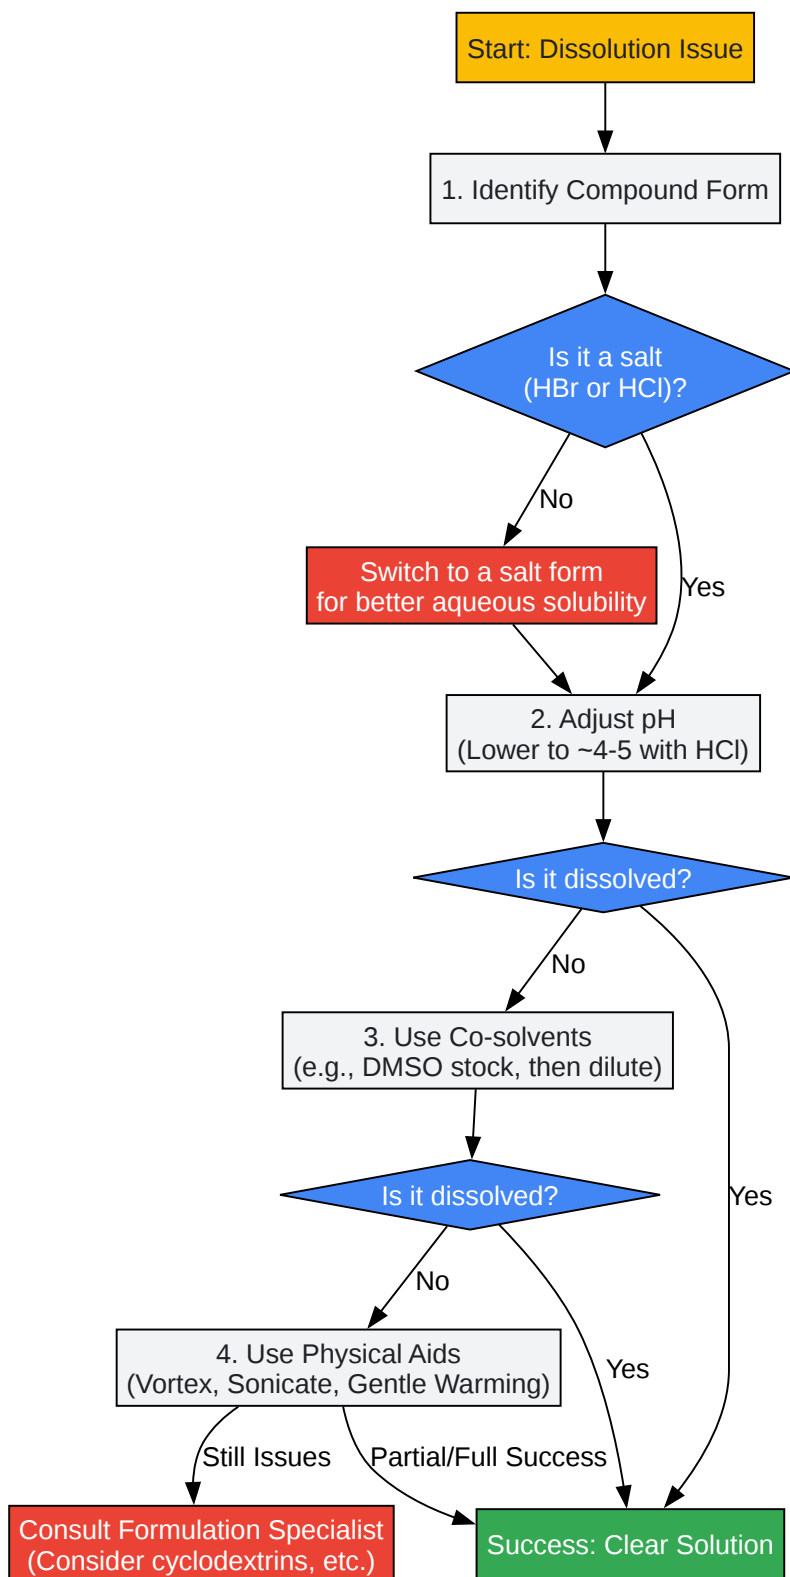 Start: Dissolution Issue
1. Identify Compound Form
Is it a salt
(HBr or HCl)?
No
Switch to a salt form
for better aqueous solubility
Yes
2. Adjust pH
(Lower to ~4-5 with HCl)
Is it dissolved?
No
3. Use Co-solvents
(e.g., DMSO stock, then dilute)
Is it dissolved?
Yes
No
4. Use Physical Aids
(Vortex, Sonicate, Gentle Warming)
Yes
Still Issues
Partial/Full Success
Consult Formulation Specialist
(Consider cyclodextrins, etc.)
Success: Clear Solution